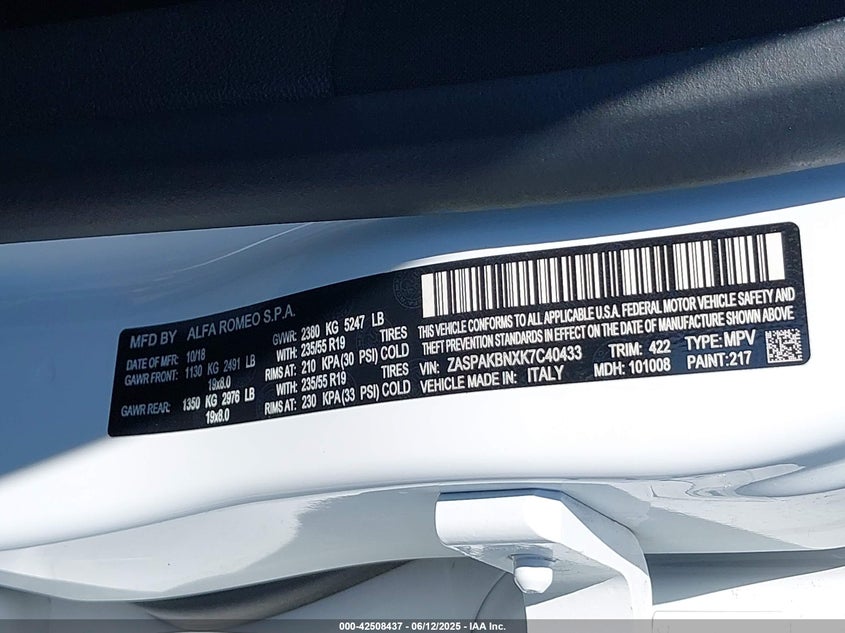 MFD BY ALFA ROMEO S.P.A.
DATE OF MFR: 10/18 GVWR: 2380 KG 5247 LB
GAWR FRONT: 1130 KG 2491 LB WITH: 235/55 R19 TIRES
19x8.0 RIMS AT: 210 KPA(30 PSI) COLD
GAWR REAR: 1350 KG 2976 LB WITH: 235/55 R19 TIRES
19x8.0 RIMS AT: 230 KPA(33 PSI) COLD
THIS VEHICLE CONFORMS TO ALL APPLICABLE U.S.A. FEDERAL MOTOR VEHICLE SAFETY AND
THEFT PREVENTION STANDARDS IN EFFECT ON THE DATE OF MANUFACTURE SHOWN ABOVE.
VIN: ZASPAKBNXK7C40433 TRIM: 422 TYPE: MPV
VEHICLE MADE IN: ITALY MDH: 101008 PAINT: 217
000-42508437 - 06/12/2025 - IAA Inc.